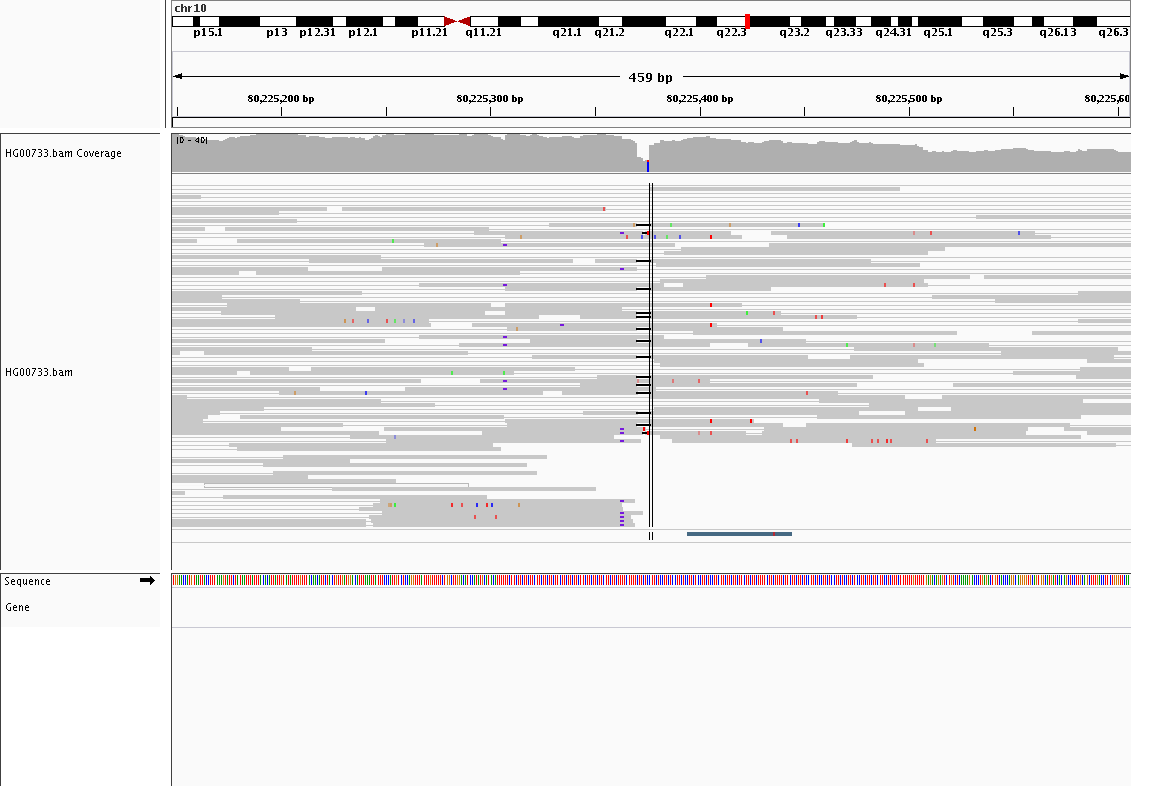 chr10
p15.1 p13 p12.31 p12.1 p11.21 q11.21 q21.1 q21.2 q22.1 q22.3 q23.2 q23.33 q24.31 q25.1 q25.3 q26.13 q26.3
459 bp
80,225,200 bp 80,225,300 bp 80,225,400 bp 80,225,500 bp 80,225,60
[0 - 40]
HG00733.bam Coverage
HG00733.bam
Sequence
Gene